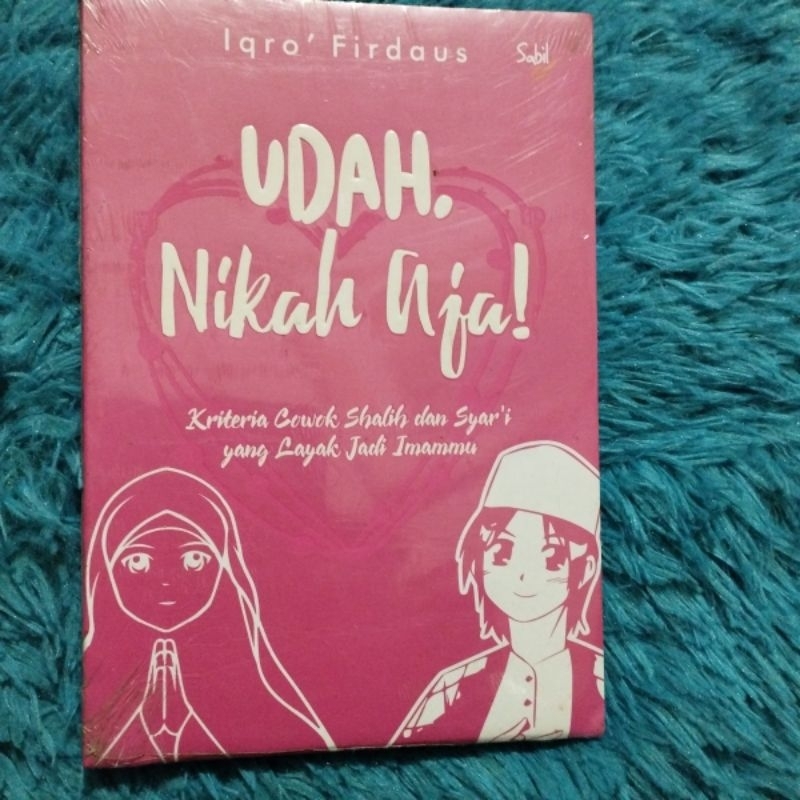 Iqro' Firdaus
Sabil
UDAH,
Nikah Aja!
Kriteria Cowok Shalih dan Syar'i
yang Layak Jadi Imammu